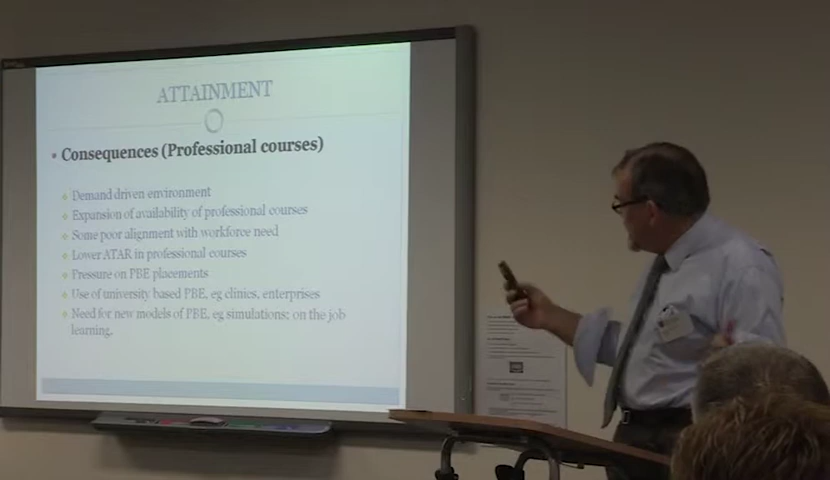 ATTAINMENT
• Consequences (Professional courses)
Demand driven environment
Expansion of availability of professional courses
Some poor alignment with workforce need
Lower ATAR in professional courses
Pressure on PBE placements
Use of university based PBE, eg clinics, enterprises
Need for new models of PBE, eg simulations; on the job
learning.